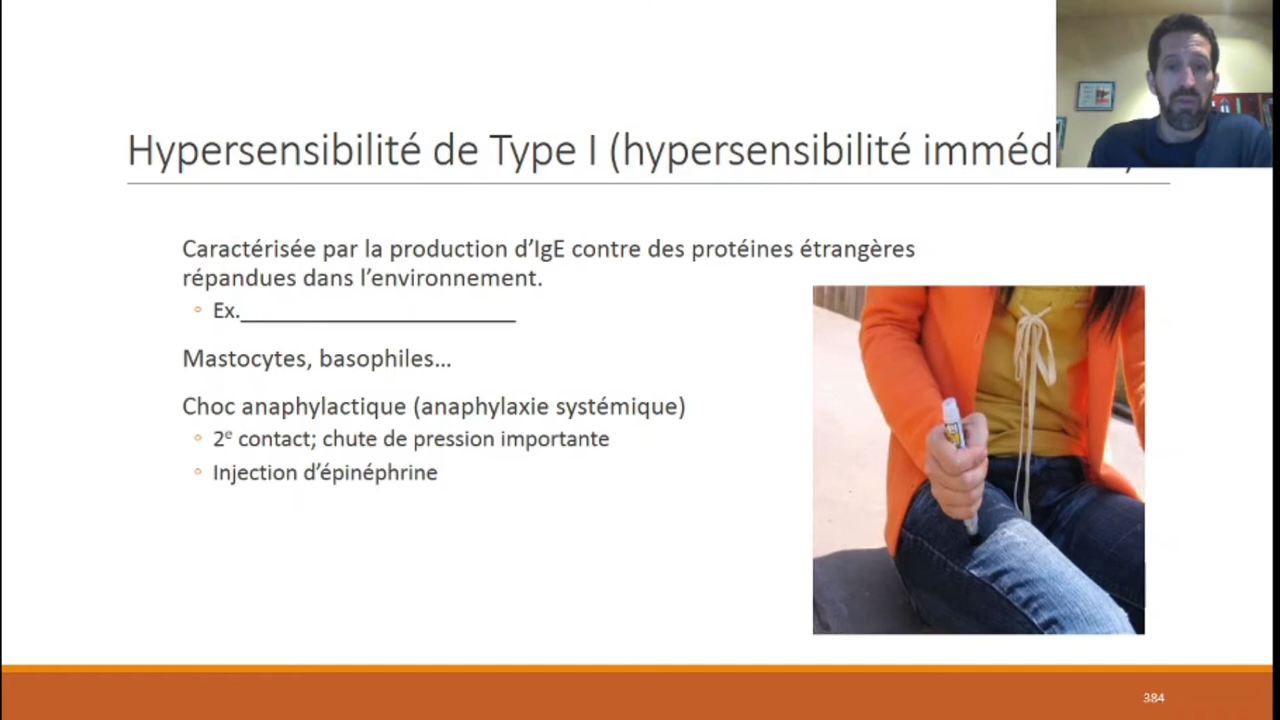 Hypersensibilité de Type I (hypersensibilité imméd
Caractérisée par la production d’IgE contre des protéines étrangères
répandues dans l’environnement.
Ex.______________________
Mastocytes, basophiles…
Choc anaphylactique (anaphylaxie systémique)
2e contact; chute de pression importante
Injection d’épinéphrine
384